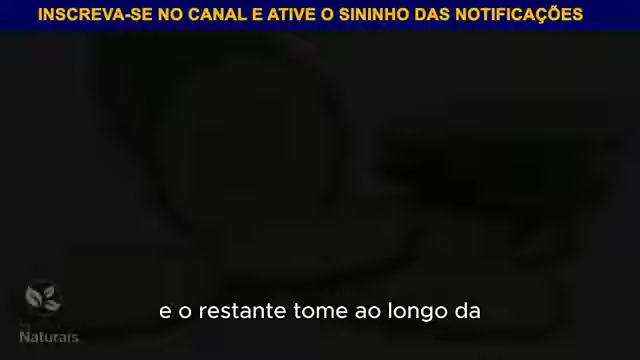 INSCREVA-SE NO CANAL E ATIVE O SININHO DAS NOTIFICAÇÕES
e o restante tome ao longo da
Naturais